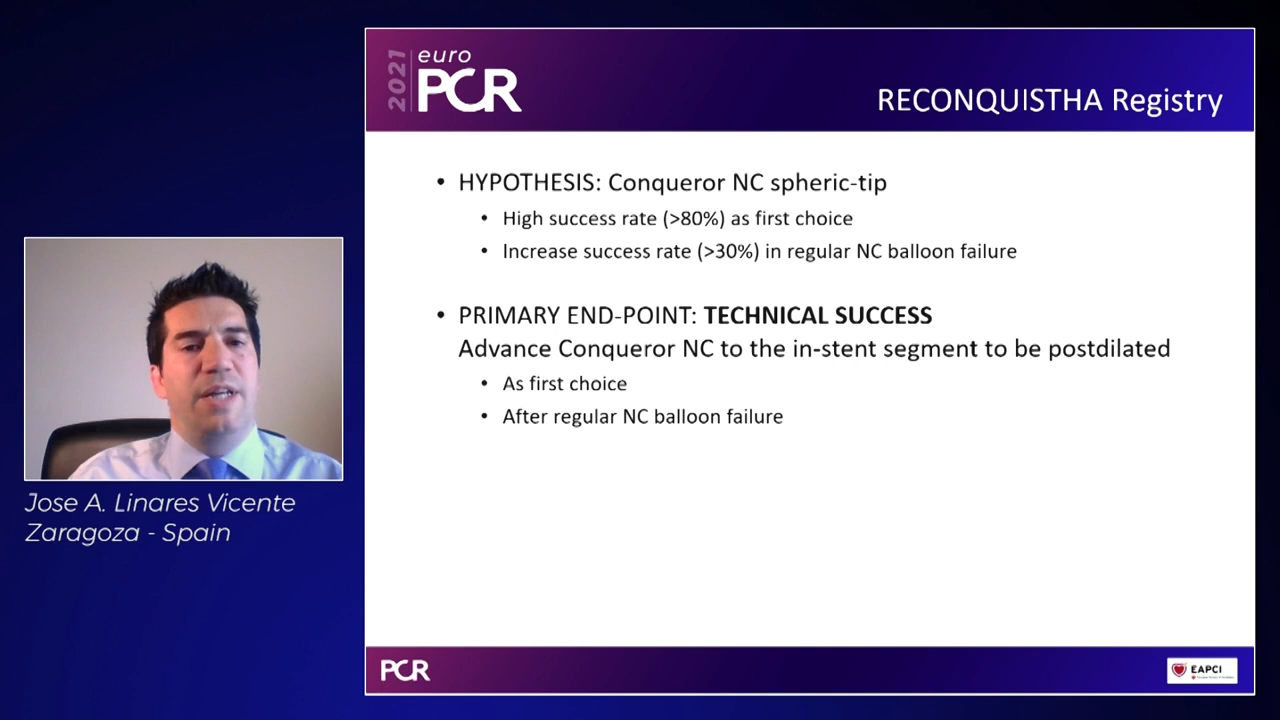 2021
euro
PCR
RECONQUISTHA Registry
• HYPOTHESIS: Conqueror NC spheric-tip
• High success rate (>80%) as first choice
• Increase success rate (>30%) in regular NC balloon failure
• PRIMARY END-POINT: TECHNICAL SUCCESS
Advance Conqueror NC to the in-stent segment to be postdilated
• As first choice
• After regular NC balloon failure
Jose A. Linares Vicente
Zaragoza - Spain
PCR
EAPCI